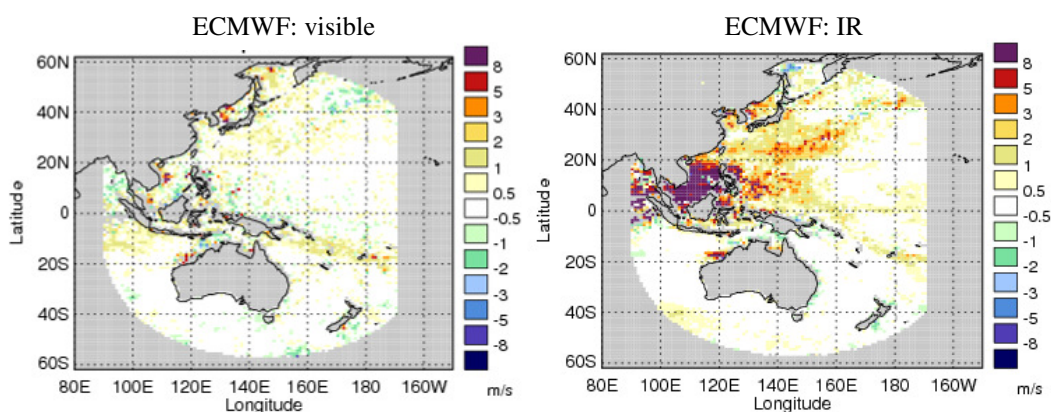 ECMWF: visible
60N
40N
20N
0
20S
40S
60S
Latitude
80E 100E 120E 140E 160E 180 160W
Longitude
8
5
3
2
1
0.5
-0.5
-1
-2
-3
-5
-8
m/s
ECMWF: IR
60N
40N
20N
0
20S
40S
60S
Latitude
80E 100E 120E 140E 160E 180 160W
Longitude
8
5
3
2
1
0.5
-0.5
-1
-2
-3
-5
-8
m/s